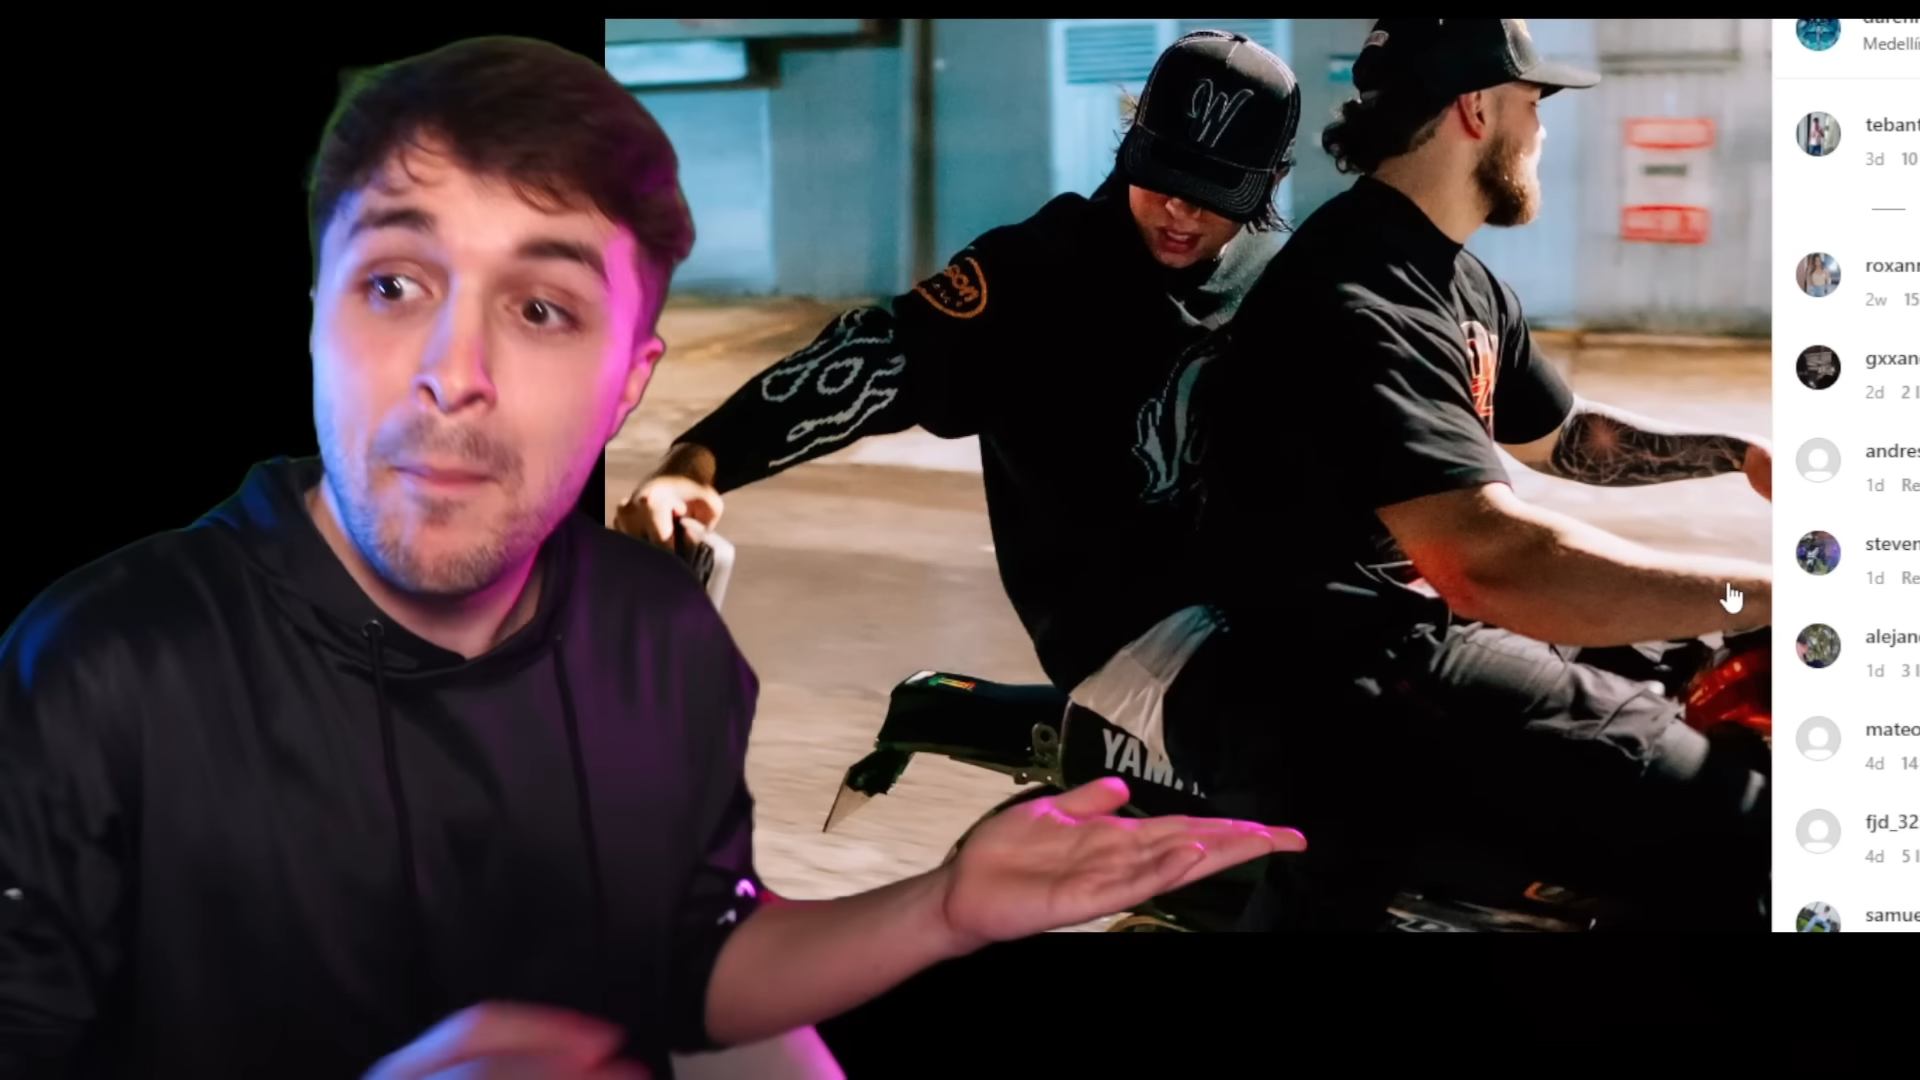 W
Medellí
tebant
3d 10
roxan
2w 15
gxxan
2d 2 l
andres
1d Re
steven
1d Re
alejan
1d 3 l
YAM
mateo
4d 14
fjd_32
4d 5 l
samue